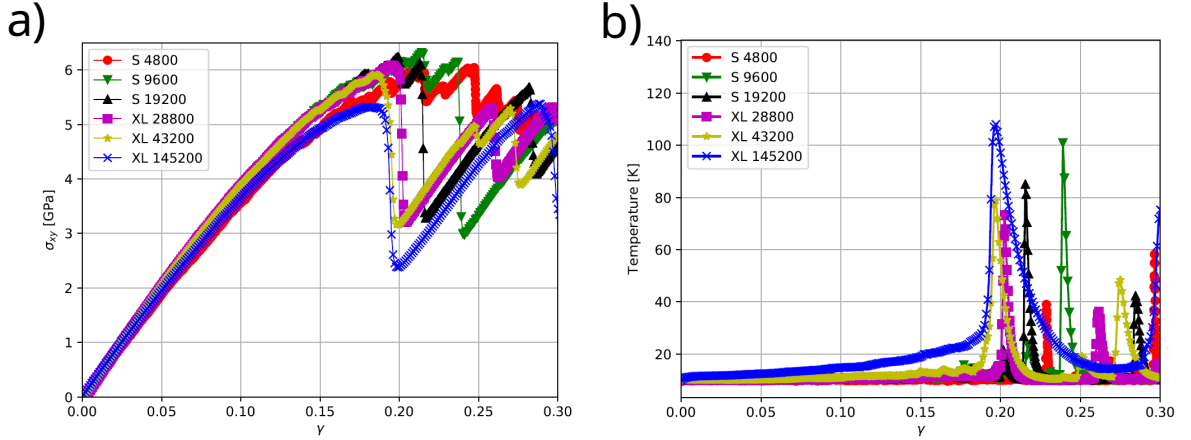 a)
S 4800
S 9600
S 19200
XL 28800
XL 43200
XL 145200
σxy [GPa]
6
5
4
3
2
1
0
0.00 0.05 0.10 0.15 0.20 0.25 0.30
γ
b)
S 4800
S 9600
S 19200
XL 28800
XL 43200
XL 145200
Temperature [K]
140
120
100
80
60
40
20
0.00 0.05 0.10 0.15 0.20 0.25 0.30
γ